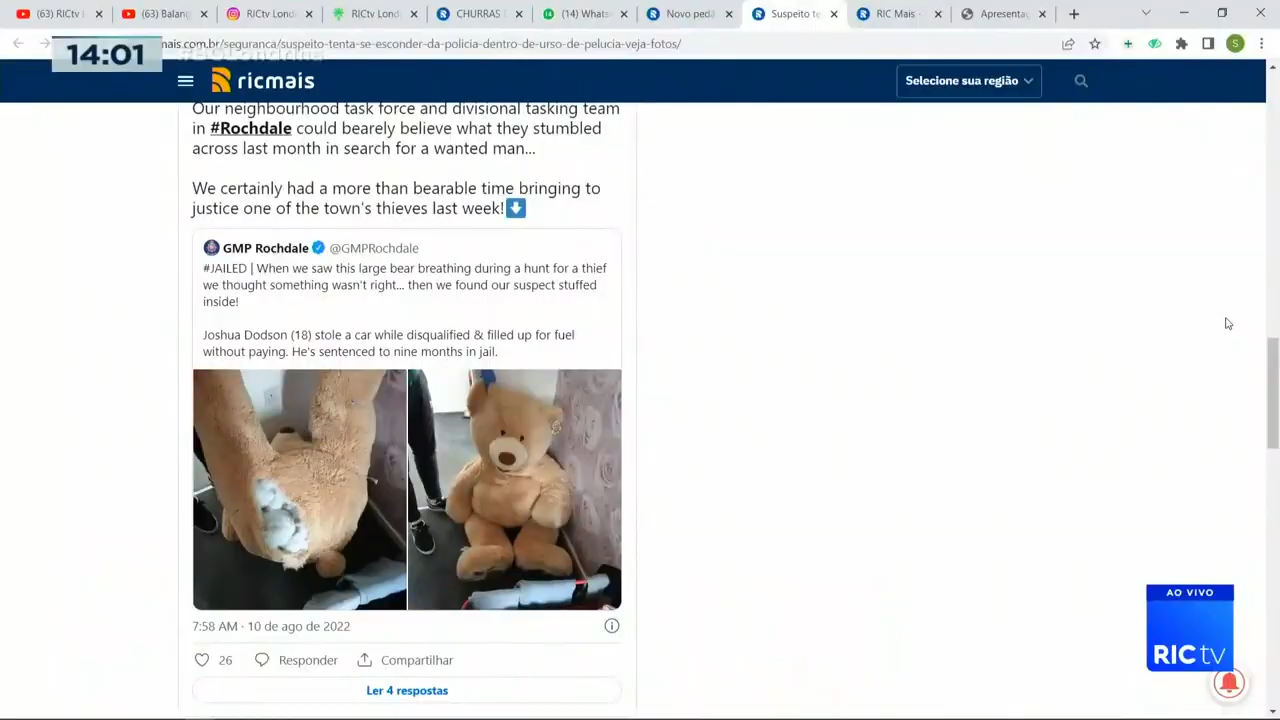 (63) RICtv L
(63) Balanç
RICtv Lond
RICtv Lond
CHURRAS D
(14) Whats
Novo pedá
Suspeito te
RIC Mais -
Apresentaç
14:01
mais.com.br/seguranca/suspeito-tenta-se-esconder-da-policia-dentro-de-urso-de-pelucia-veja-fotos/
S
ricmais
Selecione sua região
Our neighbourhood task force and divisional tasking team
in #Rochdale could bearely believe what they stumbled
across last month in search for a wanted man...
We certainly had a more than bearable time bringing to
justice one of the town's thieves last week!
GMP Rochdale @GMPRochdale
#JAILED | When we saw this large bear breathing during a hunt for a thief
we thought something wasn't right... then we found our suspect stuffed
inside!
Joshua Dodson (18) stole a car while disqualified & filled up for fuel
without paying. He's sentenced to nine months in jail.
7:58 AM · 10 de ago de 2022
26 Responder Compartilhar
Ler 4 respostas
AO VIVO
RIC tv